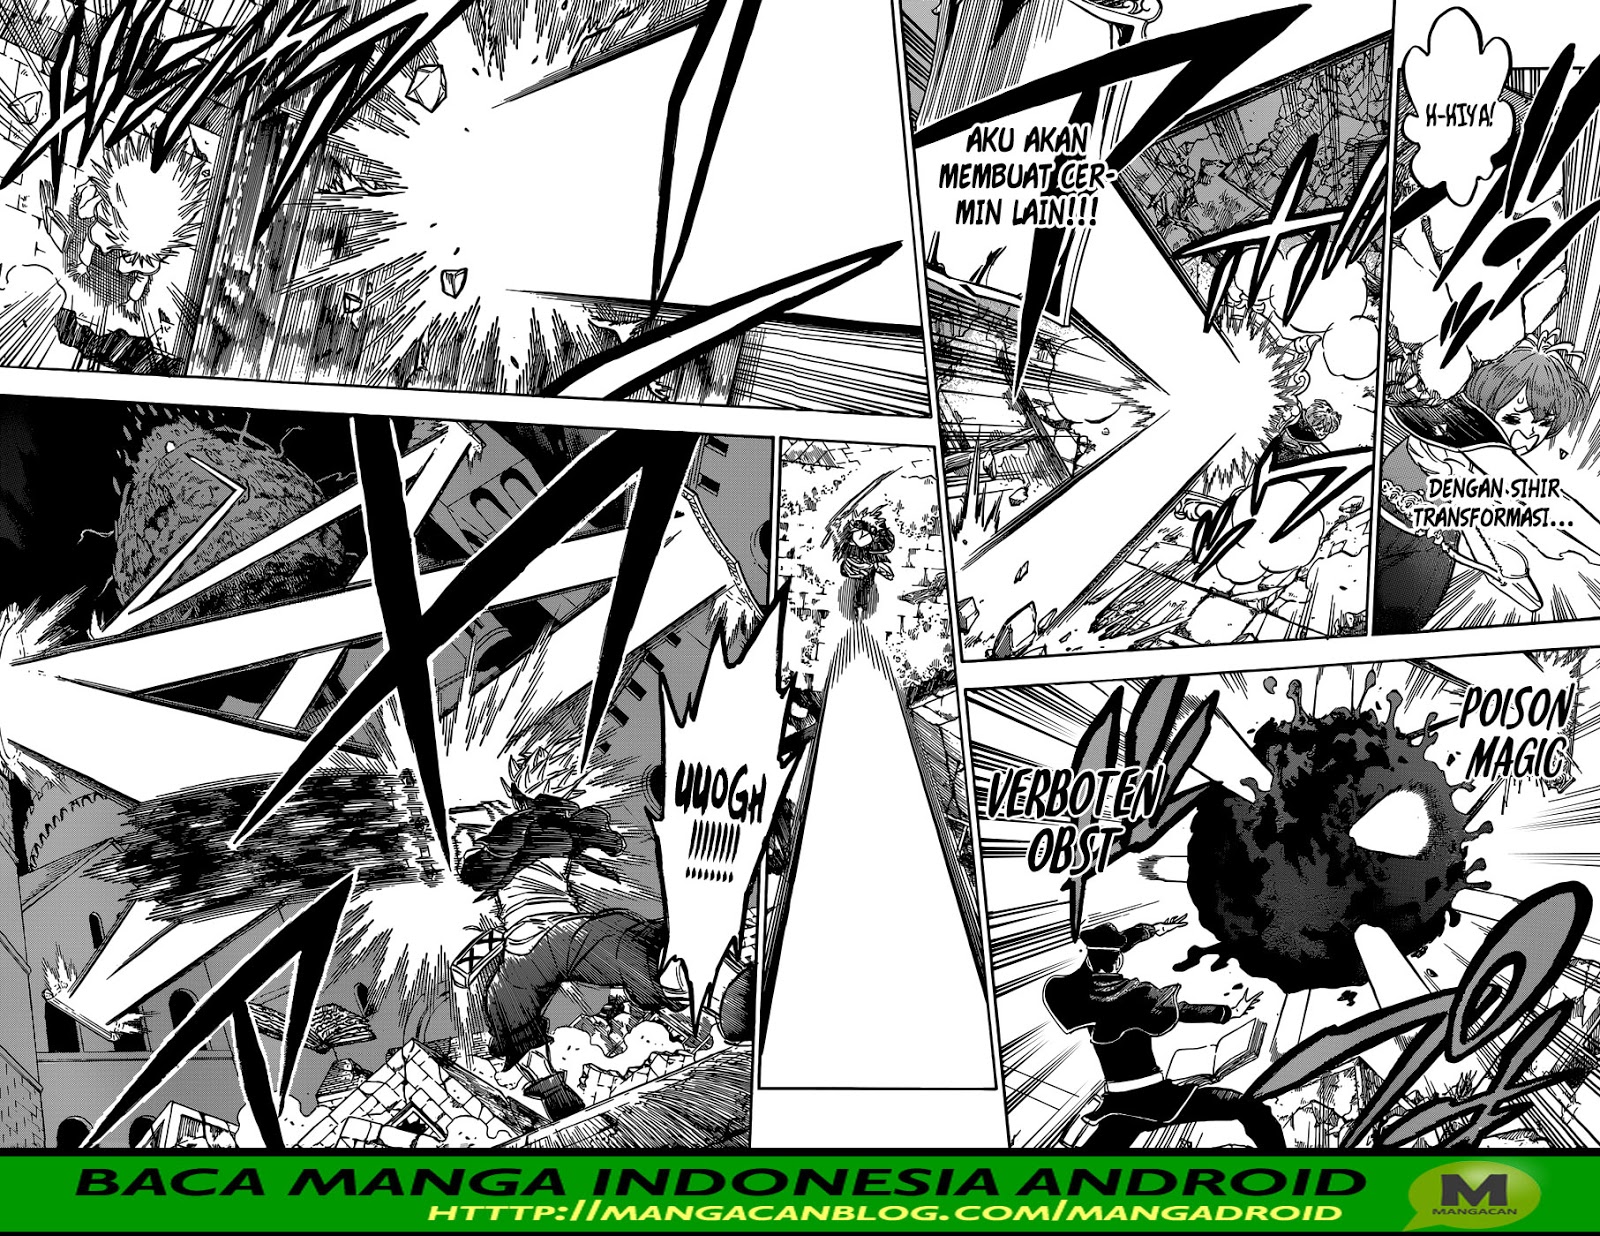 H-HIYA!
DENGAN SIHIR
TRANSFORMASI...
AKU AKAN
MEMBUAT CER-
MIN LAIN!!!
POISON
MAGIC
VERBOTEN
OBST
UUOGH
!!!!!!!!!
!!!!!!!!!
BACA MANGA INDONESIA ANDROID
HTTTP://MANGACANBLOG.COM/MANGADROID
M
MANGACAN